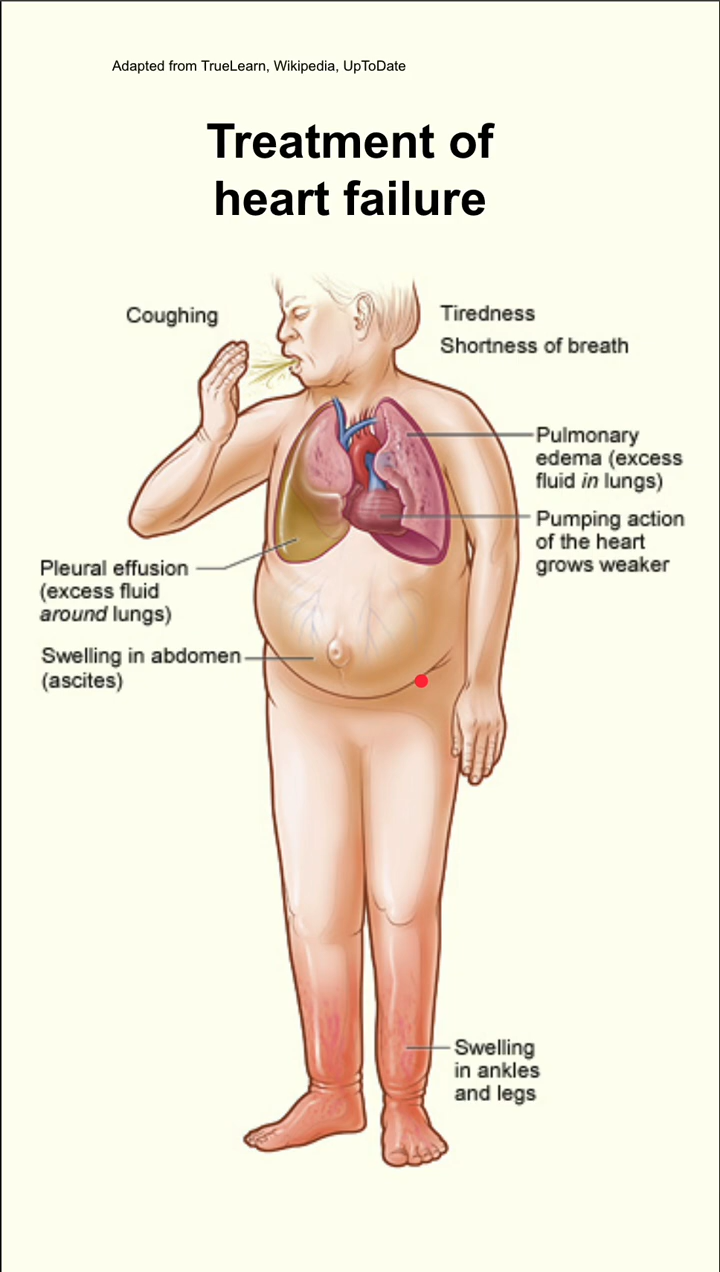 Adapted from TrueLearn, Wikipedia, UpToDate
Treatment of
heart failure
Coughing
Tiredness
Shortness of breath
Pulmonary
edema (excess
fluid in lungs)
Pumping action
of the heart
grows weaker
Pleural effusion
(excess fluid
around lungs)
Swelling in abdomen
(ascites)
Swelling
in ankles
and legs